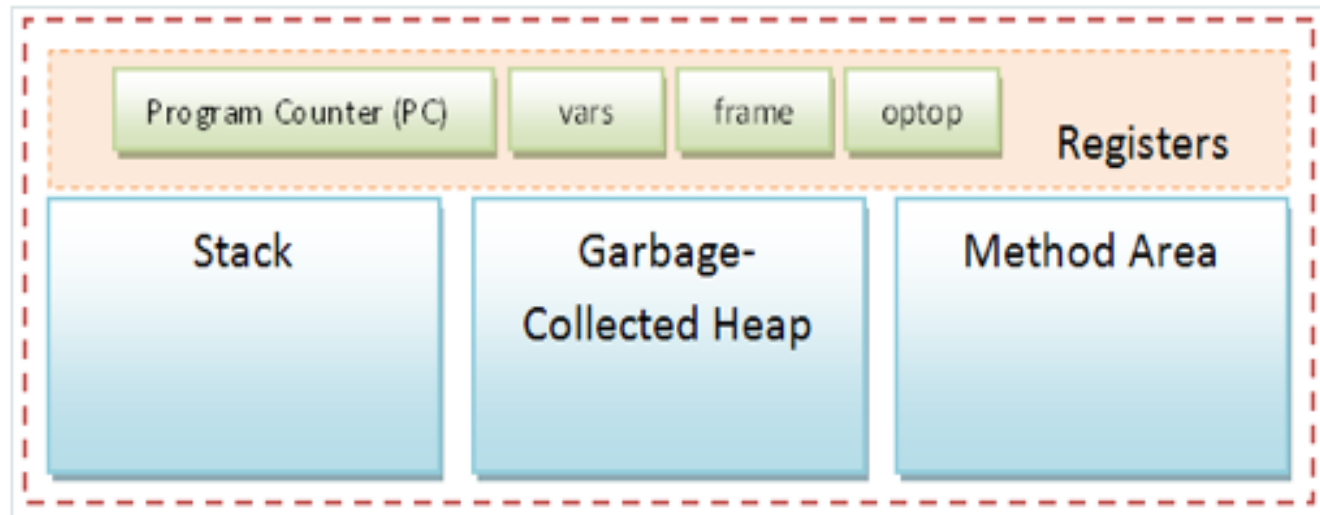 Program Counter (PC)
vars
frame
optop
Registers
Stack
Garbage-
Collected Heap
Method Area